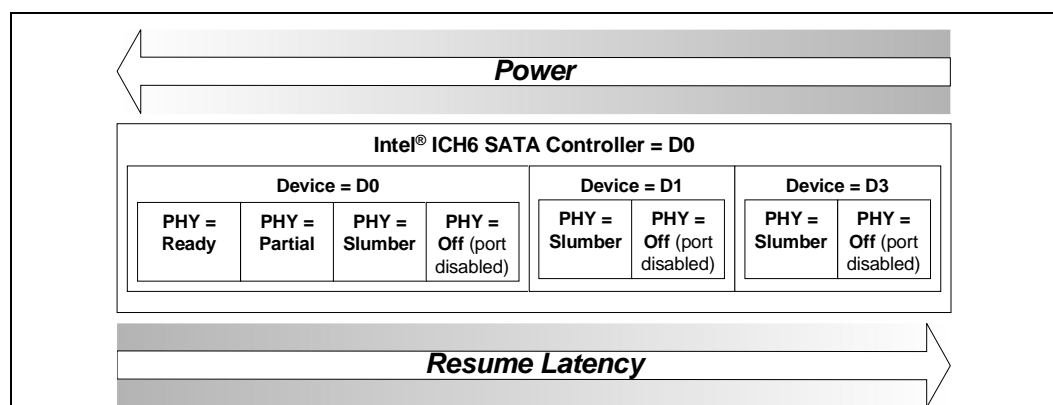 Power
Intel® ICH6 SATA Controller = D0
Device = D0
PHY =
Ready
PHY =
Partial
PHY =
Slumber
PHY =
Off (port
disabled)
Device = D1
PHY =
Slumber
PHY =
Off (port
disabled)
Device = D3
PHY =
Slumber
PHY =
Off (port
disabled)
Resume Latency